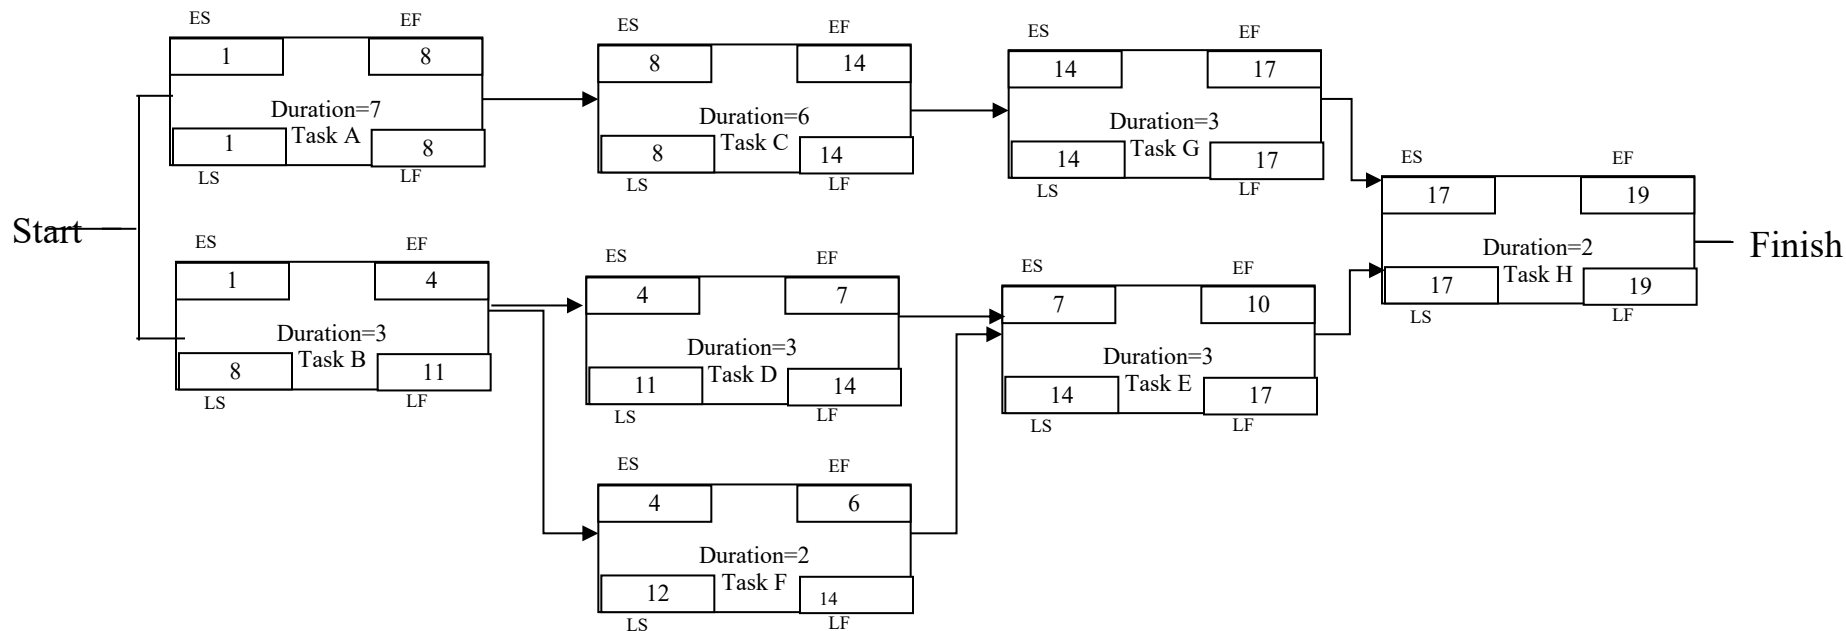 ES EF
1 8
Duration=7
Task A
1 8
LS LF
ES EF
8 14
Duration=6
Task C
8 14
LS LF
ES EF
14 17
Duration=3
Task G
14 17
LS LF
ES EF
17 19
Duration=2
Task H
17 19
LS LF
Start
Finish
ES EF
1 4
Duration=3
Task B
8 11
LS LF
ES EF
4 7
Duration=3
Task D
11 14
LS LF
ES EF
7 10
Duration=3
Task E
14 17
LS LF
ES EF
4 6
Duration=2
Task F
12 14
LS LF